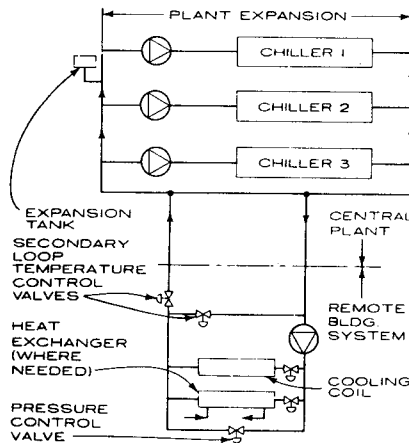 PLANT EXPANSION
CHILLER 1
CHILLER 2
CHILLER 3
EXPANSION
TANK
SECONDARY
LOOP
TEMPERATURE
CONTROL
VALVES
CENTRAL
PLANT
REMOTE
BLDG.
SYSTEM
HEAT
EXCHANGER
(WHERE
NEEDED)
COOLING
COIL
PRESSURE
CONTROL
VALVE